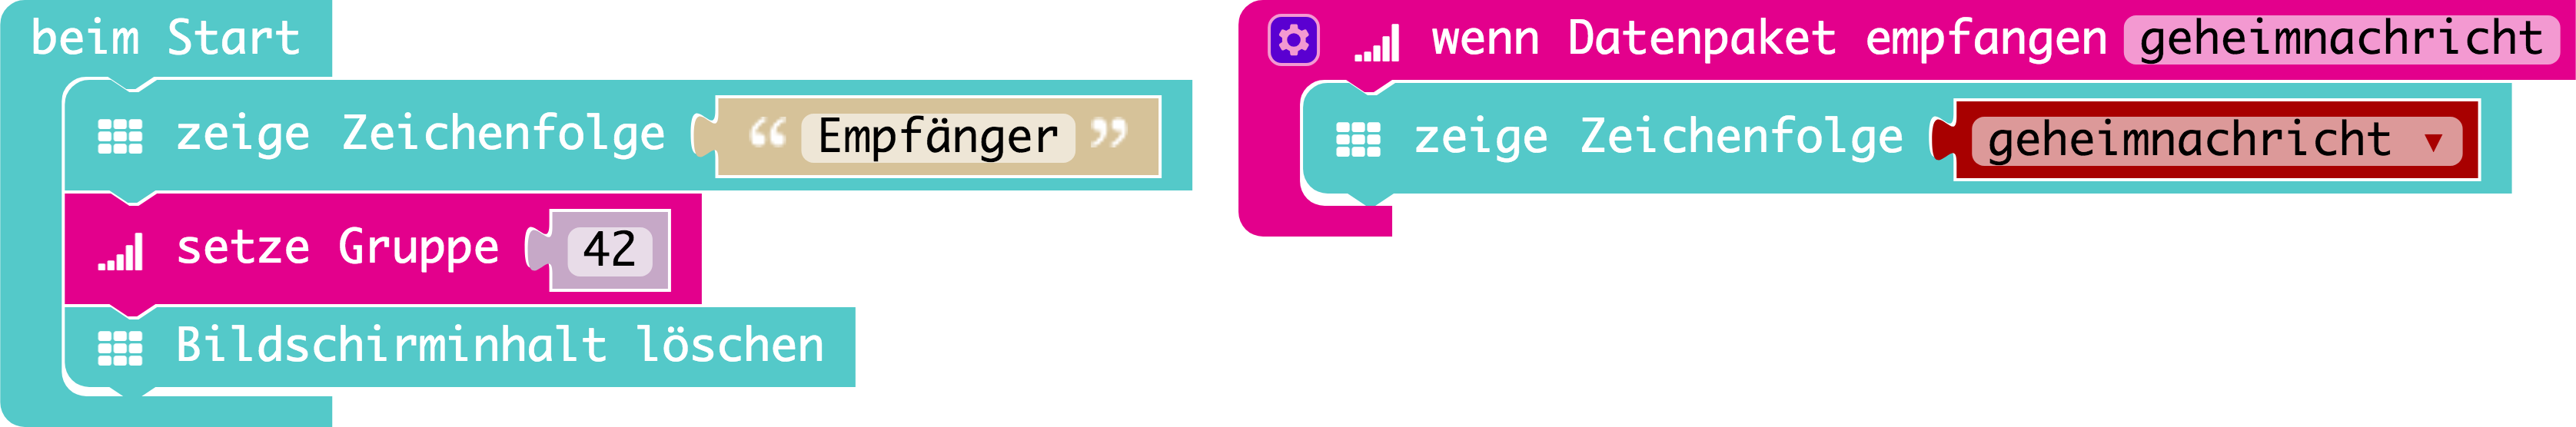 beim Start
zeige Zeichenfolge “ Empfänger ”
setze Gruppe 42
Bildschirminhalt löschen
wenn Datenpaket empfangen geheimnachricht
zeige Zeichenfolge geheimnachricht ▼